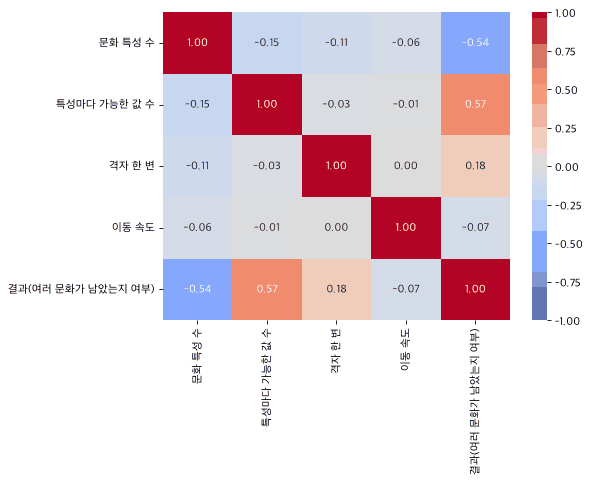 문화 특성 수 1.00 -0.15 -0.11 -0.06 -0.54
특성마다 가능한 값 수 -0.15 1.00 -0.03 -0.01 0.57
격자 한 변 -0.11 -0.03 1.00 0.00 0.18
이동 속도 -0.06 -0.01 0.00 1.00 -0.07
결과(여러 문화가 남았는지 여부) -0.54 0.57 0.18 -0.07 1.00
문화 특성 수
특성마다 가능한 값 수
격자 한 변
이동 속도
결과(여러 문화가 남았는지 여부)
1.00
0.75
0.50
0.25
0.00
-0.25
-0.50
-0.75
-1.00